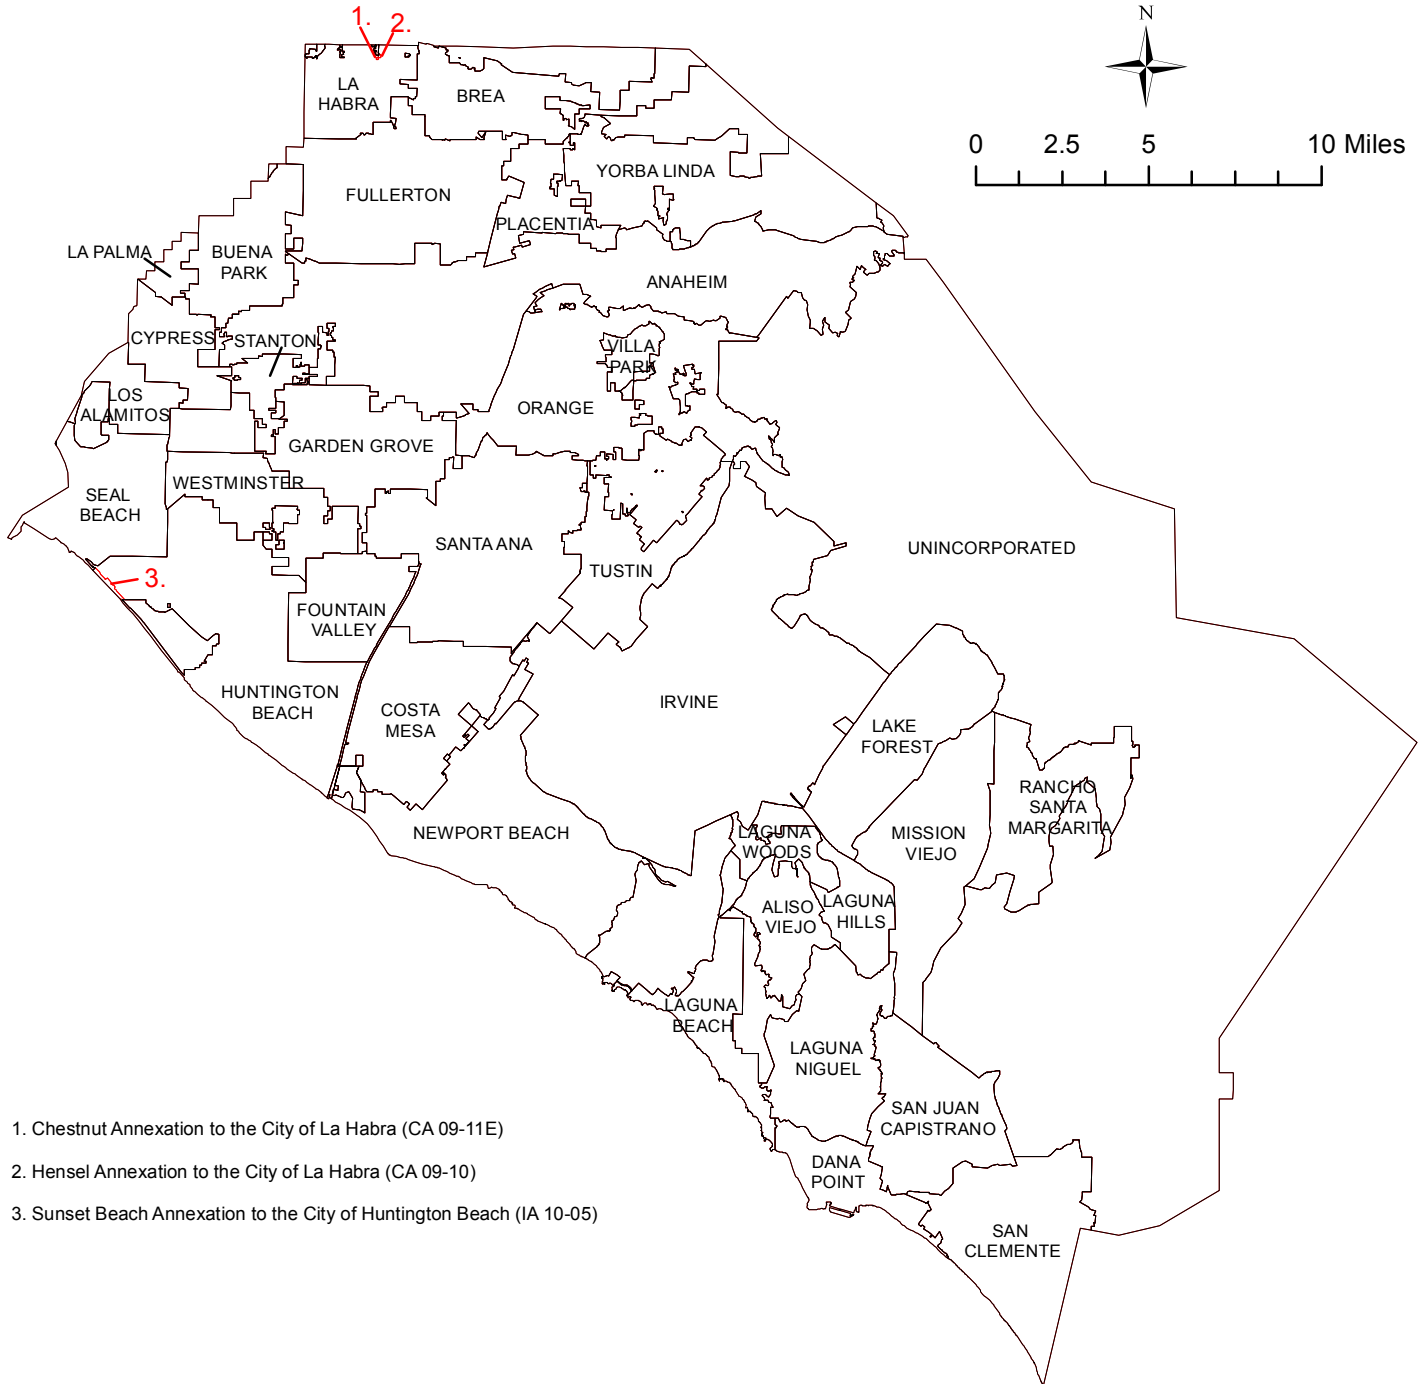 1.
2.
N
0 2.5 5 10 Miles
LA
HABRA
BREA
YORBA LINDA
FULLERTON
PLACENTIA
LA PALMA
BUENA
PARK
ANAHEIM
CYPRESS
STANTON
VILLA
PARK
LOS
ALAMITOS
ORANGE
GARDEN GROVE
WESTMINSTER
SEAL
BEACH
SANTA ANA
UNINCORPORATED
TUSTIN
3.
FOUNTAIN
VALLEY
HUNTINGTON
BEACH
COSTA
MESA
IRVINE
LAKE
FOREST
RANCHO
SANTA
MARGARITA
NEWPORT BEACH
LAGUNA
WOODS
MISSION
VIEJO
ALISO
VIEJO
LAGUNA
HILLS
LAGUNA
BEACH
LAGUNA
NIGUEL
SAN JUAN
CAPISTRANO
DANA
POINT
SAN
CLEMENTE
1. Chestnut Annexation to the City of La Habra (CA 09-11E)
2. Hensel Annexation to the City of La Habra (CA 09-10)
3. Sunset Beach Annexation to the City of Huntington Beach (IA 10-05)